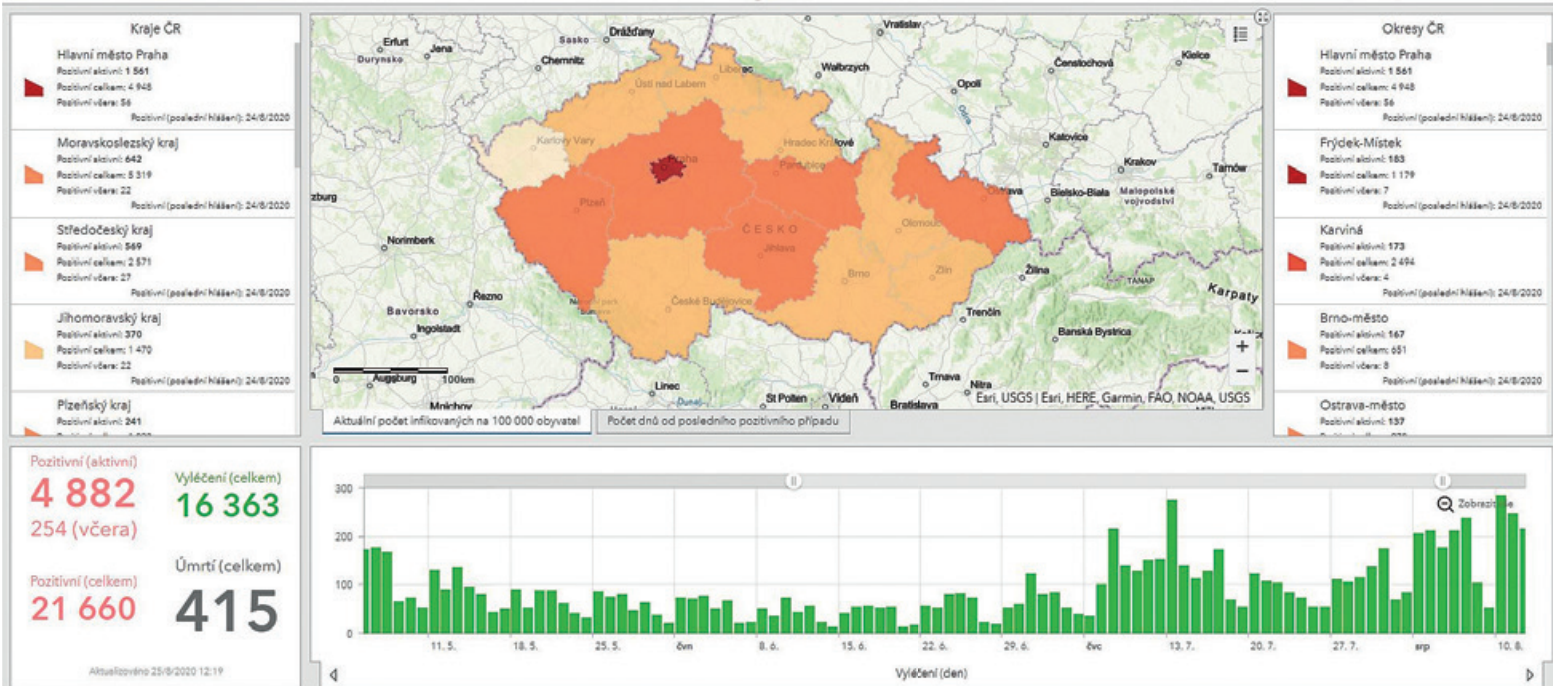 Kraje ČR
Hlavní město Praha
Pozitivní aktivní: 1 561
Pozitivní celkem: 4 948
Pozitivní včera: 56
Pozitivní (poslední hlášení): 24/8/2020
Moravskoslezský kraj
Pozitivní aktivní: 642
Pozitivní celkem: 5 319
Pozitivní včera: 22
Pozitivní (poslední hlášení): 24/8/2020
Středočeský kraj
Pozitivní aktivní: 569
Pozitivní celkem: 2 571
Pozitivní včera: 27
Pozitivní (poslední hlášení): 24/8/2020
Jihomoravský kraj
Pozitivní aktivní: 370
Pozitivní celkem: 1 470
Pozitivní včera: 22
Pozitivní (poslední hlášení): 24/8/2020
Plzeňský kraj
Pozitivní aktivní: 241
Vratislav
Drážďany
Sasko
Erfurt
Jena
Durynsko
Chemnitz
Wałbrzych
Opolí
Čenstochová
Kielce
Liberec
Ústí nad Labem
Odra
Karlovy Vary
Hradec Králové
Katovice
Praha
Pardubice
Krakov
Tarnów
zburg
Ostrava
Bielsko-Biała
Malopolské
vojvodství
Plzeň
Olomouc
ČESKO
Norimberk
Jihlava
Brno
Zlín
Žilina
TANAP
Karpaty
Řezno
České Budějovice
Bavorsko
Trenčín
Ingolstadt
Banská Bystrica
+
−
0
100km
Augsburg
Linec
Trnava
Nitra
Mnichov
Dunaj
St Polten
Vídeň
Bratislava
Esri, USGS | Esri, HERE, Garmin, FAO, NOAA, USGS
Aktuální počet infikovaných na 100 000 obyvatel
Počet dnů od posledního pozitivního případu
Okresy ČR
Hlavní město Praha
Pozitivní aktivní: 1 561
Pozitivní celkem: 4 948
Pozitivní včera: 56
Pozitivní (poslední hlášení): 24/8/2020
Frýdek-Místek
Pozitivní aktivní: 183
Pozitivní celkem: 1 179
Pozitivní včera: 7
Pozitivní (poslední hlášení): 24/8/2020
Karviná
Pozitivní aktivní: 173
Pozitivní celkem: 2 494
Pozitivní včera: 4
Pozitivní (poslední hlášení): 24/8/2020
Brno-město
Pozitivní aktivní: 167
Pozitivní celkem: 651
Pozitivní včera: 8
Pozitivní (poslední hlášení): 24/8/2020
Ostrava-město
Pozitivní aktivní: 137
Pozitivní (aktivní)
4 882
254 (včera)
Vyléčení (celkem)
16 363
Pozitivní (celkem)
21 660
Úmrtí (celkem)
415
Aktualizováno 25/8/2020 12:19
300
200
100
0
11. 5.
18. 5.
25. 5.
čvn
8. 6.
15. 6.
22. 6.
29. 6.
čvc
13. 7.
20. 7.
27. 7.
srp
10. 8.
Vyléčení (den)